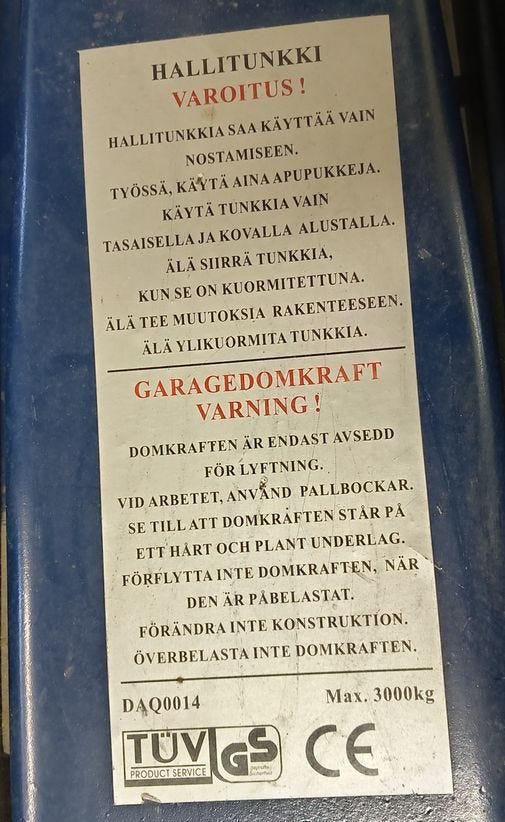 HALLITUNKKI
VAROITUS!
HALLITUNKKIA SAA KÄYTTÄÄ VAIN
NOSTAMISEEN.
TYÖSSÄ, KÄYTÄ AINA APUPUKKEJA.
KÄYTÄ TUNKKIA VAIN
TASAISELLA JA KOVALLA ALUSTALLA.
ÄLÄ SIIRRÄ TUNKKIA,
KUN SE ON KUORMITETTUNA.
ÄLÄ TEE MUUTOKSIA RAKENTEESEEN.
ÄLÄ YLIKUORMITA TUNKKIA.
GARAGEDOMKRAFT
VARNING!
DOMKRAFTEN ÄR ENDAST AVSEDD
FÖR LYFTNING.
VID ARBETET, ANVÄND PALLBOCKAR.
SE TILL ATT DOMKRAFTEN STÅR PÅ
ETT HÅRT OCH PLANT UNDERLAG.
FÖRFLYTTA INTE DOMKRAFTEN, NÄR
DEN ÄR PÅBELASTAT.
FÖRÄNDRA INTE KONSTRUKTION.
ÖVERBELASTA INTE DOMKRAFTEN.
DAQ0014 Max. 3000kg
TÜV GS CE
PRODUCT SERVICE geprüfte
Sicherheit